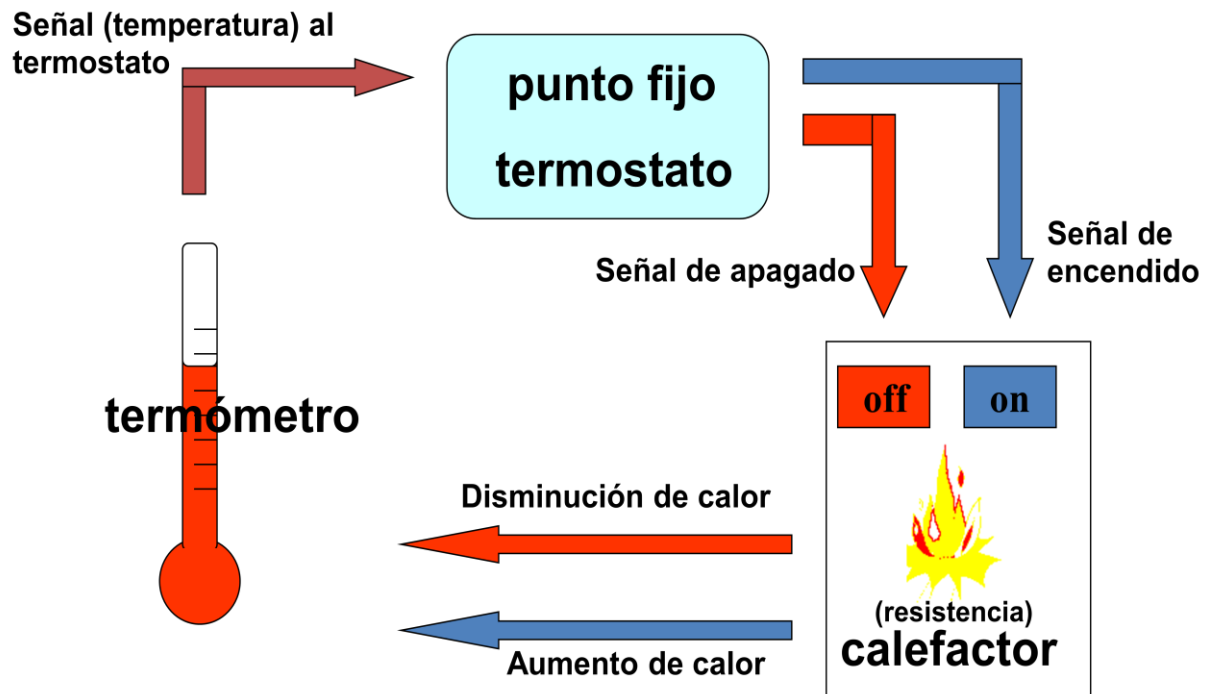 Señal (temperatura) al
termostato
punto fijo
termostato
Señal de apagado
Señal de
encendido
off
on
termómetro
Disminución de calor
Aumento de calor
(resistencia)
calefactor